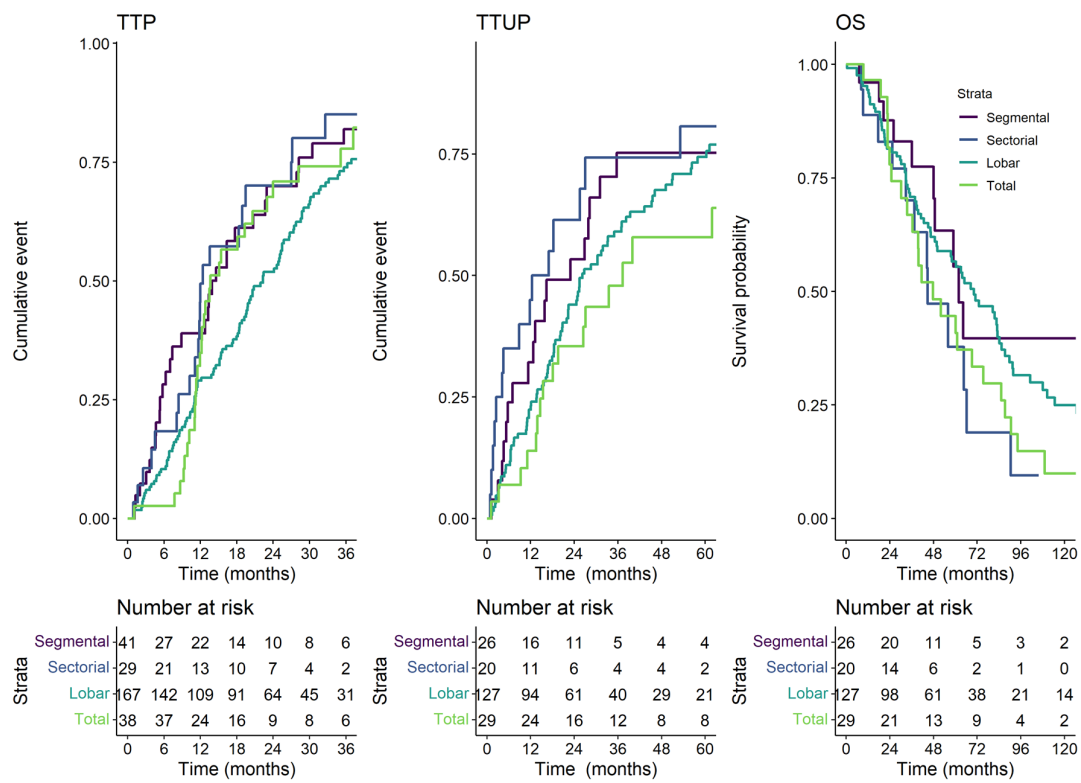 TTP
TTUP
OS
1.00
0.75
0.50
0.25
0.00
Cumulative event
0 6 12 18 24 30 36
Time (months)
0.75
0.50
0.25
0.00
Cumulative event
0 12 24 36 48 60
Time (months)
1.00
0.75
0.50
0.25
0.00
Survival probability
0 24 48 72 96 120
Time (months)
Strata
Segmental
Sectorial
Lobar
Total
Number at risk
Strata
Segmental 41 27 22 14 10 8 6
Sectorial 29 21 13 10 7 4 2
Lobar 167 142 109 91 64 45 31
Total 38 37 24 16 9 8 6
0 6 12 18 24 30 36
Time (months)
Number at risk
Strata
Segmental 26 16 11 5 4 4
Sectorial 20 11 6 4 4 2
Lobar 127 94 61 40 29 21
Total 29 24 16 12 8 8
0 12 24 36 48 60
Time (months)
Number at risk
Strata
Segmental 26 20 11 5 3 2
Sectorial 20 14 6 2 1 0
Lobar 127 98 61 38 21 14
Total 29 21 13 9 4 2
0 24 48 72 96 120
Time (months)